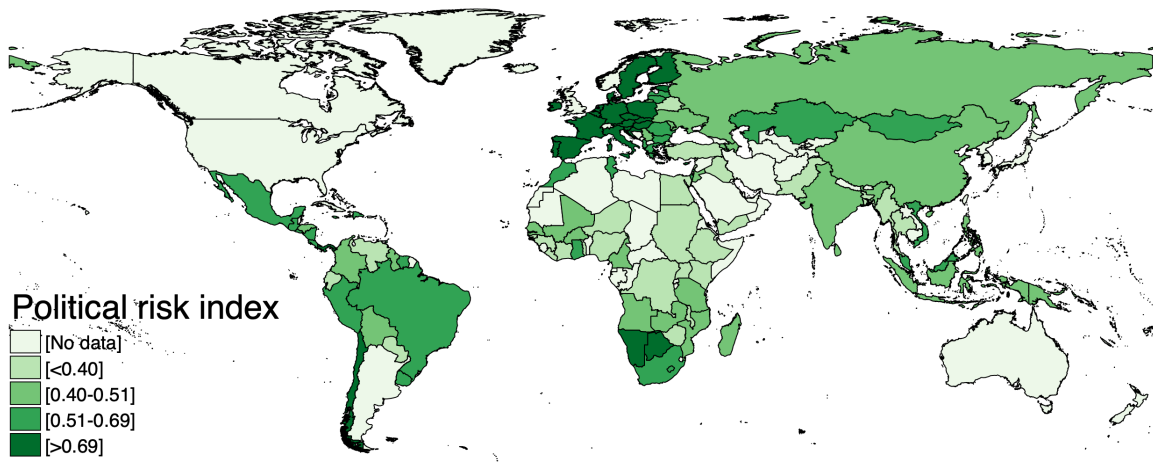 Political risk index
[No data]
[<0.40]
[0.40-0.51]
[0.51-0.69]
[>0.69]